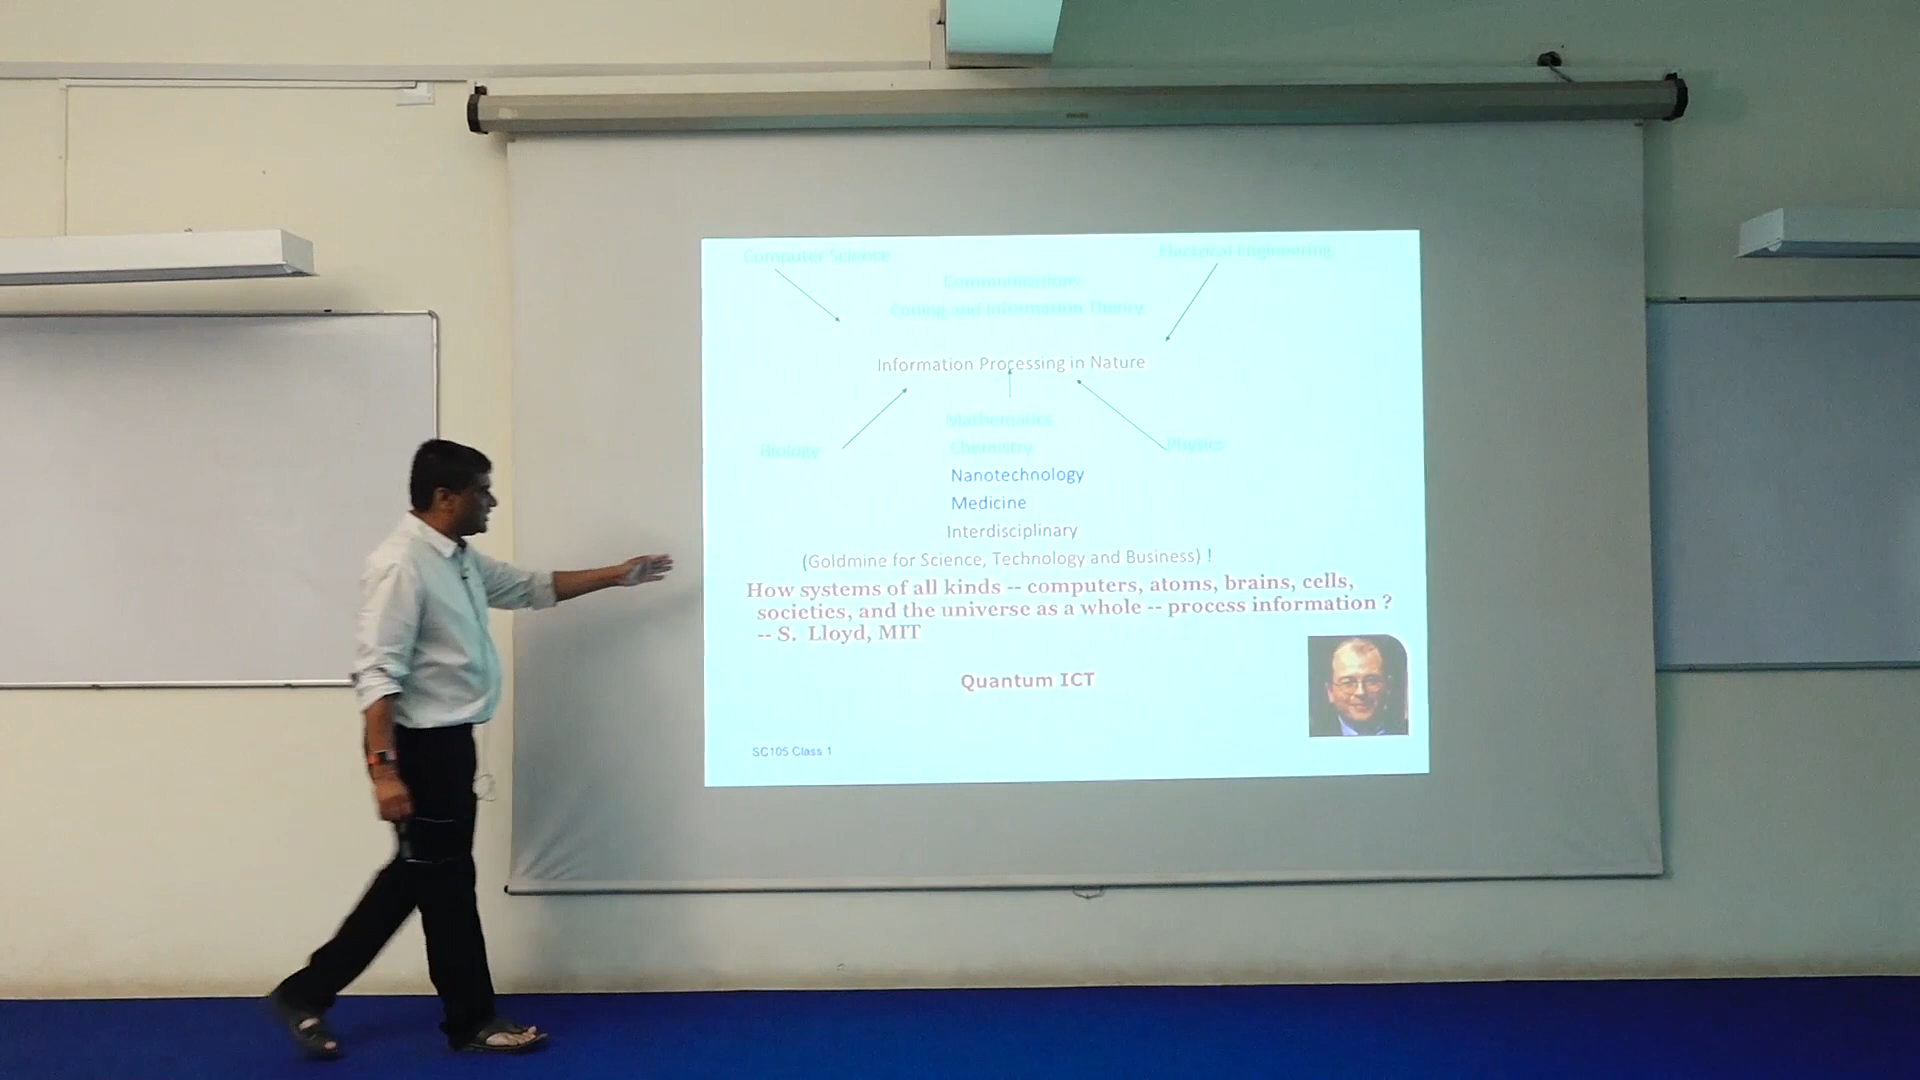 Computer Science
Electrical Engineering
Communications
Coding and Information Theory
Information Processing in Nature
Mathematics
Biology
Chemistry
Physics
Nanotechnology
Medicine
Interdisciplinary
(Goldmine for Science, Technology and Business) !
How systems of all kinds -- computers, atoms, brains, cells,
societies, and the universe as a whole -- process information ?
-- S. Lloyd, MIT
Quantum ICT
SC105 Class 1